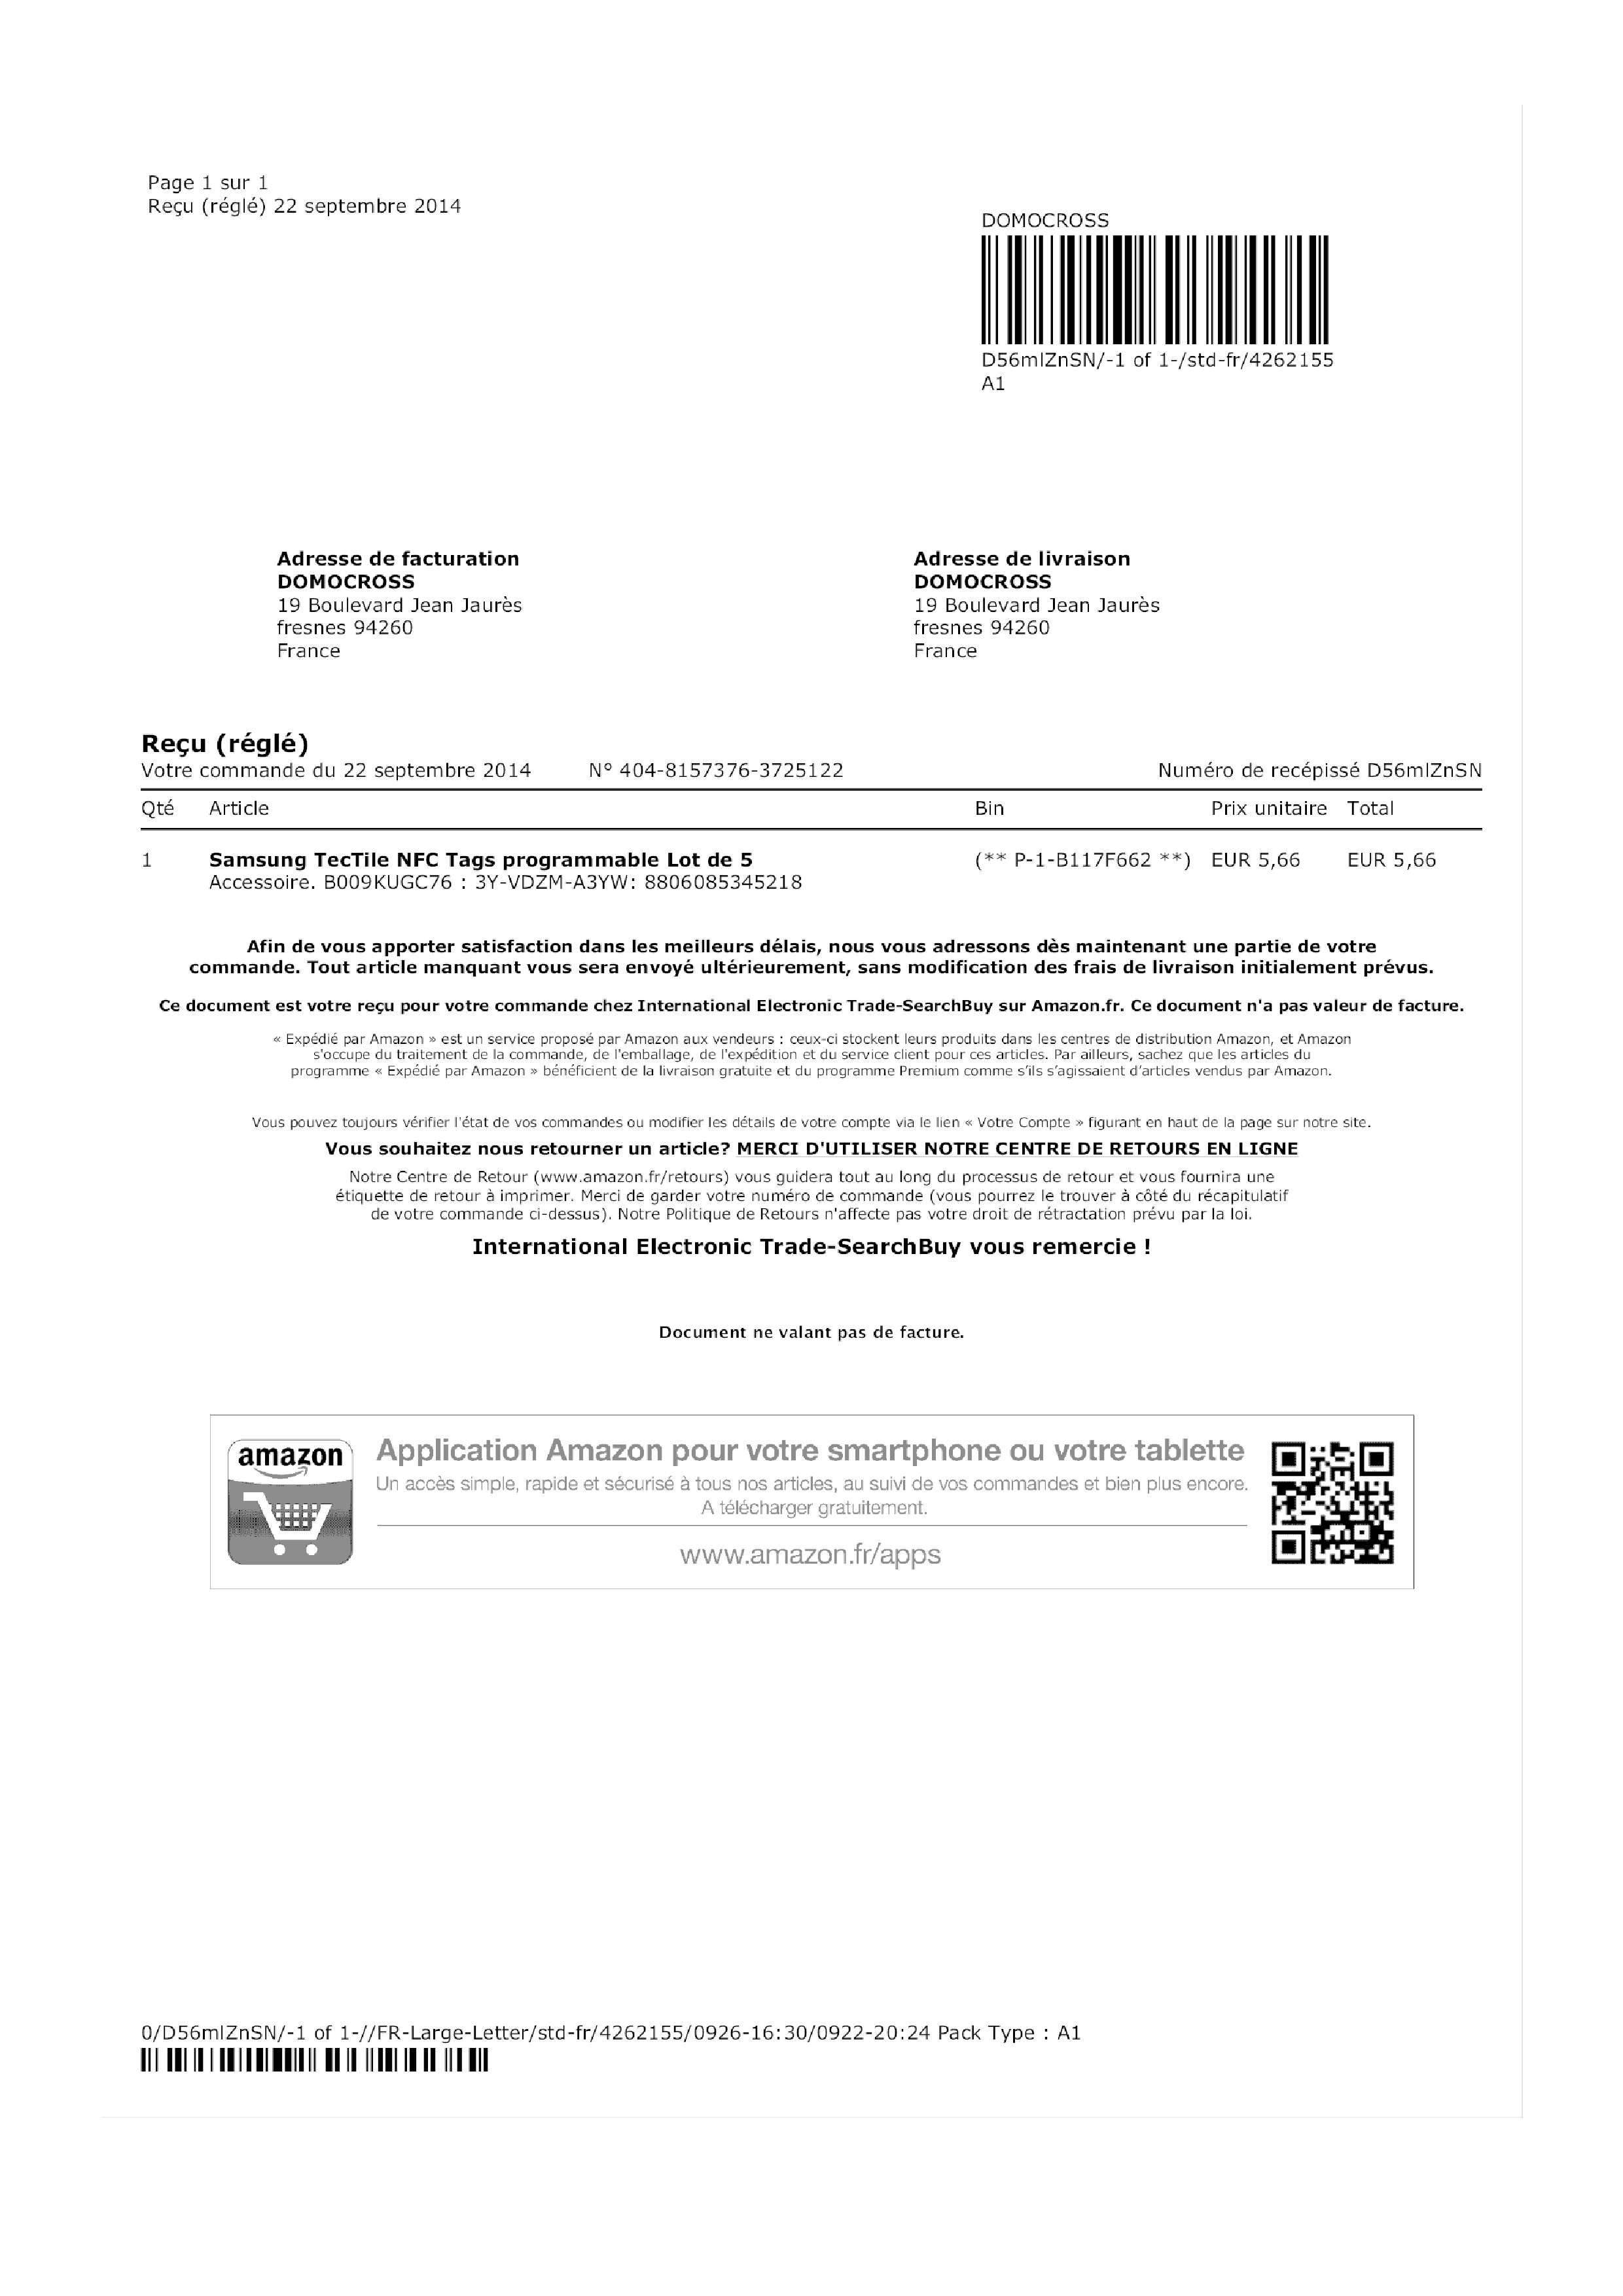 Page 1 sur 1
Reçu (réglé) 22 septembre 2014
DOMOCROSS
D56mlZnSN/-1 of 1-/std-fr/4262155
A1
Adresse de facturation
DOMOCROSS
19 Boulevard Jean Jaurès
fresnes 94260
France
Adresse de livraison
DOMOCROSS
19 Boulevard Jean Jaurès
fresnes 94260
France
Reçu (réglé)
Votre commande du 22 septembre 2014 N° 404-8157376-3725122 Numéro de recépissé D56mlZnSN
Qté Article Bin Prix unitaire Total
1 Samsung TecTile NFC Tags programmable Lot de 5 (** P-1-B117F662 **) EUR 5,66 EUR 5,66
Accessoire. B009KUGC76 : 3Y-VDZM-A3YW: 8806085345218
Afin de vous apporter satisfaction dans les meilleurs délais, nous vous adressons dès maintenant une partie de votre
commande. Tout article manquant vous sera envoyé ultérieurement, sans modification des frais de livraison initialement prévus.
Ce document est votre reçu pour votre commande chez International Electronic Trade-SearchBuy sur Amazon.fr. Ce document n'a pas valeur de facture.
« Expédié par Amazon » est un service proposé par Amazon aux vendeurs : ceux-ci stockent leurs produits dans les centres de distribution Amazon, et Amazon
s'occupe du traitement de la commande, de l'emballage, de l'expédition et du service client pour ces articles. Par ailleurs, sachez que les articles du
programme « Expédié par Amazon » bénéficient de la livraison gratuite et du programme Premium comme s'ils s'agissaient d'articles vendus par Amazon.
Vous pouvez toujours vérifier l'état de vos commandes ou modifier les détails de votre compte via le lien « Votre Compte » figurant en haut de la page sur notre site.
Vous souhaitez nous retourner un article? MERCI D'UTILISER NOTRE CENTRE DE RETOURS EN LIGNE
Notre Centre de Retour (www.amazon.fr/retours) vous guidera tout au long du processus de retour et vous fournira une
étiquette de retour à imprimer. Merci de garder votre numéro de commande (vous pourrez le trouver à côté du récapitulatif
de votre commande ci-dessus). Notre Politique de Retours n'affecte pas votre droit de rétractation prévu par la loi.
International Electronic Trade-SearchBuy vous remercie !
Document ne valant pas de facture.
amazon
Application Amazon pour votre smartphone ou votre tablette
Un accès simple, rapide et sécurisé à tous nos articles, au suivi de vos commandes et bien plus encore.
A télécharger gratuitement.
www.amazon.fr/apps
0/D56mlZnSN/-1 of 1-//FR-Large-Letter/std-fr/4262155/0926-16:30/0922-20:24 Pack Type : A1